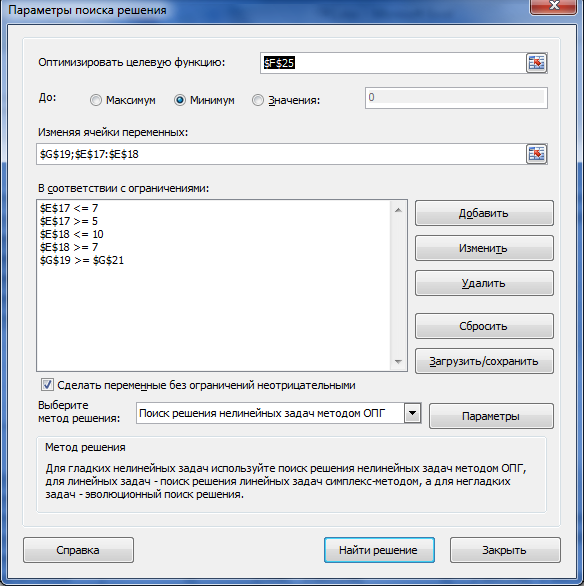 Параметры поиска решения
Оптимизировать целевую функцию:
$F$25
До:
Максимум
Минимум
Значения:
0
Изменяя ячейки переменных:
$G$19;$E$17:$E$18
В соответствии с ограничениями:
$E$17 <= 7
$E$17 >= 5
$E$18 <= 10
$E$18 >= 7
$G$19 >= $G$21
Добавить
Изменить
Удалить
Сбросить
Загрузить/сохранить
Сделать переменные без ограничений неотрицательными
Выберите
метод решения:
Поиск решения нелинейных задач методом ОПГ
Параметры
Метод решения
Для гладких нелинейных задач используйте поиск решения нелинейных задач методом ОПГ,
для линейных задач - поиск решения линейных задач симплекс-методом, а для негладких
задач - эволюционный поиск решения.
Справка
Найти решение
Закрыть